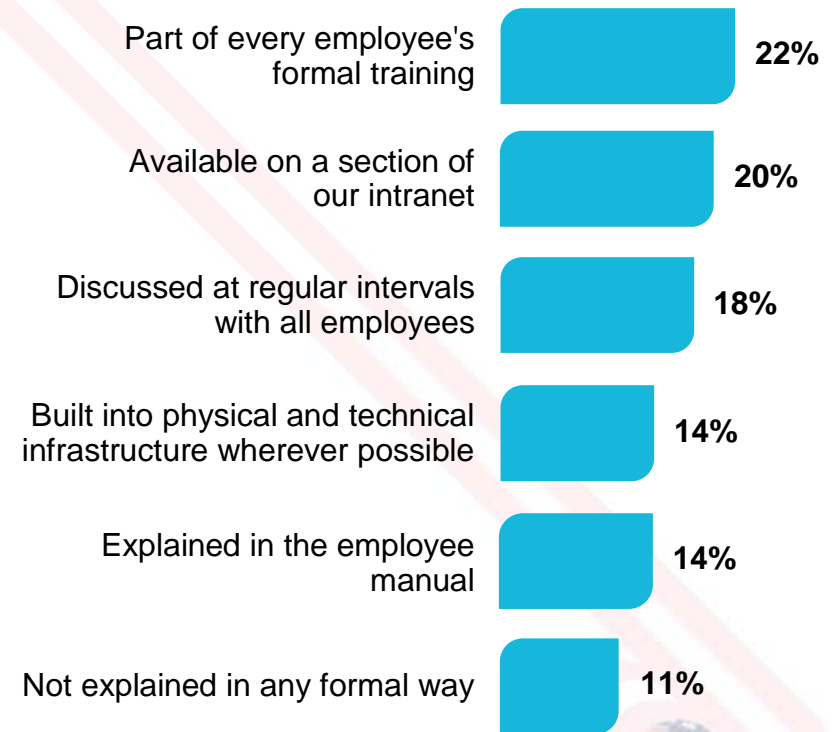 Part of every employee's
formal training
22%
Available on a section of
our intranet
20%
Discussed at regular intervals
with all employees
18%
Built into physical and technical
infrastructure wherever possible
14%
Explained in the employee
manual
14%
Not explained in any formal way
11%